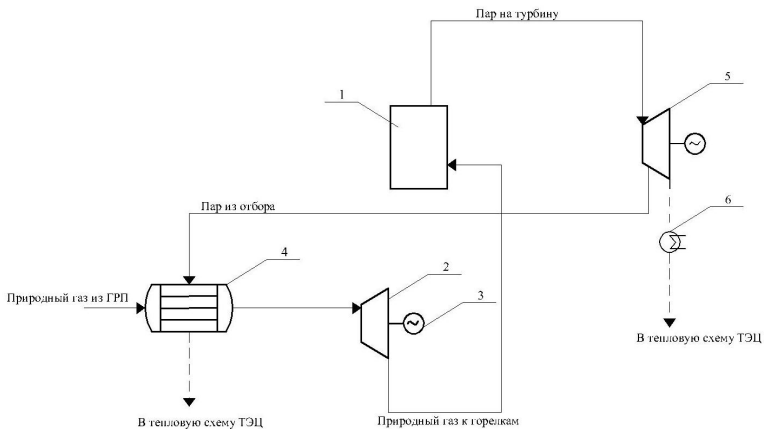 Пар на турбину
1
5
Пар из отбора
6
4
2
3
Природный газ из ГРП
В тепловую схему ТЭЦ
В тепловую схему ТЭЦ
Природный газ к горелкам